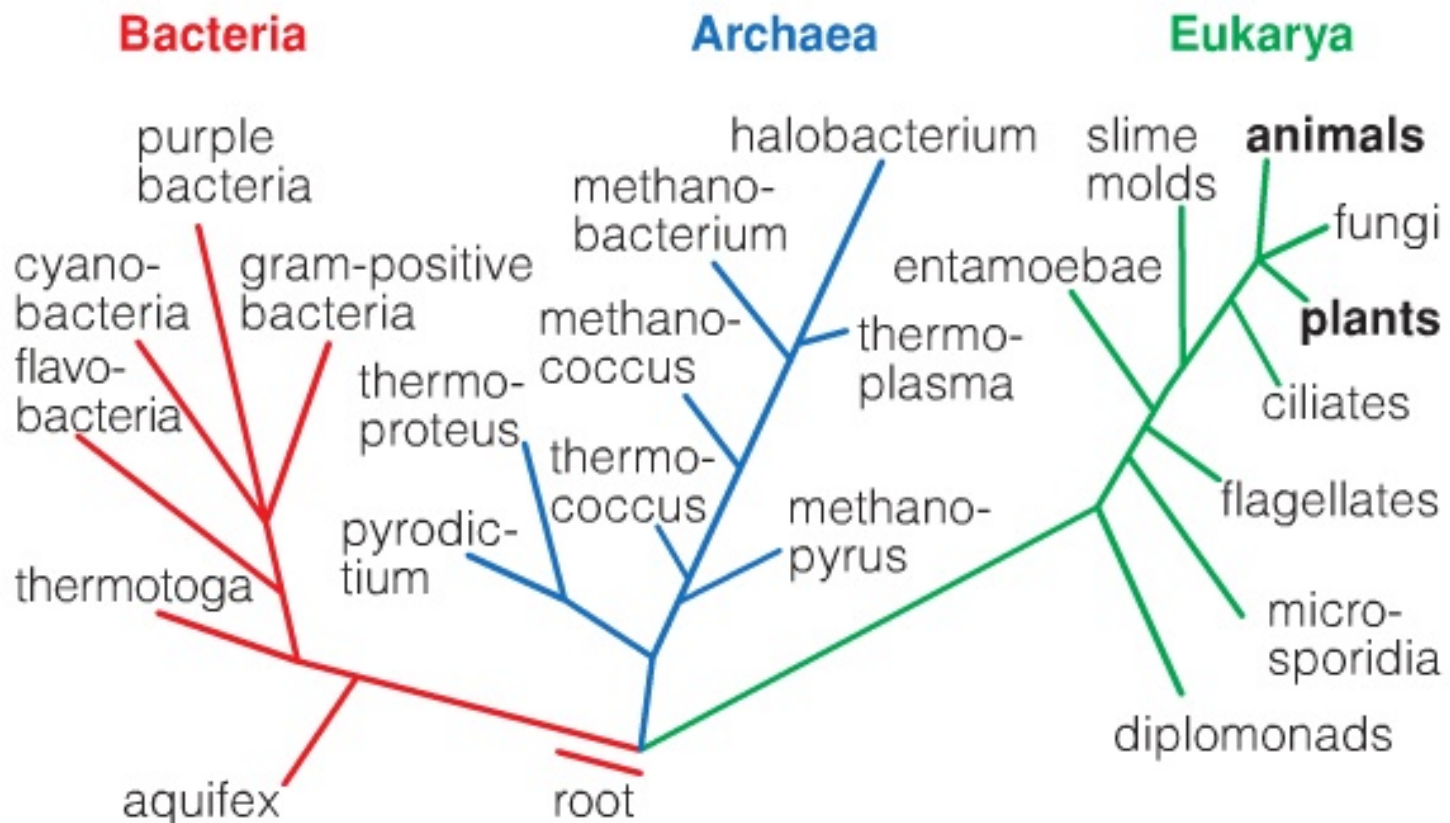 Bacteria
Archaea
Eukarya
purple
bacteria
cyano-
bacteria
gram-positive
bacteria
flavo-
bacteria
thermotoga
aquifex
root
halobacterium
methano-
bacterium
methano-
coccus
thermo-
plasma
thermo-
proteus
thermo-
coccus
pyrodic-
tium
methano-
pyrus
slime
molds
animals
fungi
entamoebae
plants
ciliates
flagellates
micro-
sporidia
diplomonads